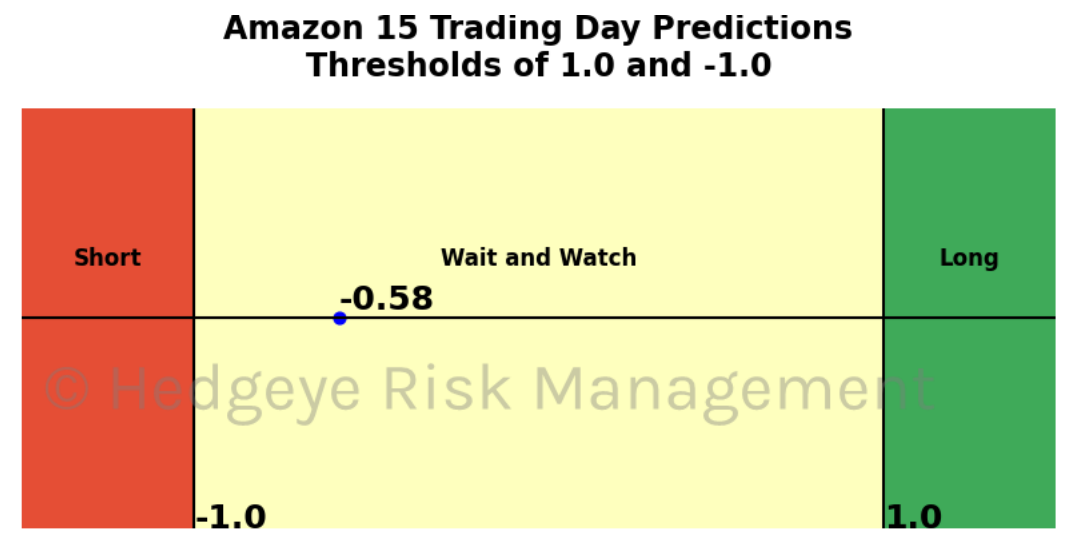 Amazon 15 Trading Day Predictions
Thresholds of 1.0 and -1.0
Short
Wait and Watch
Long
-0.58
© Hedgeye Risk Management
-1.0
1.0